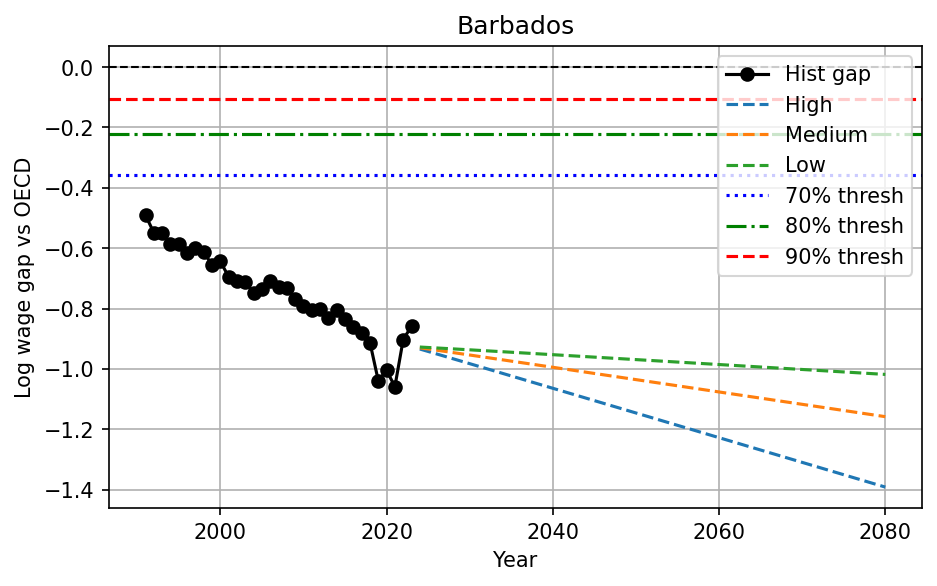 Barbados
Log wage gap vs OECD
0.0
−0.2
−0.4
−0.6
−0.8
−1.0
−1.2
−1.4
Hist gap
High
Medium
Low
70% thresh
80% thresh
90% thresh
2000 2020 2040 2060 2080
Year